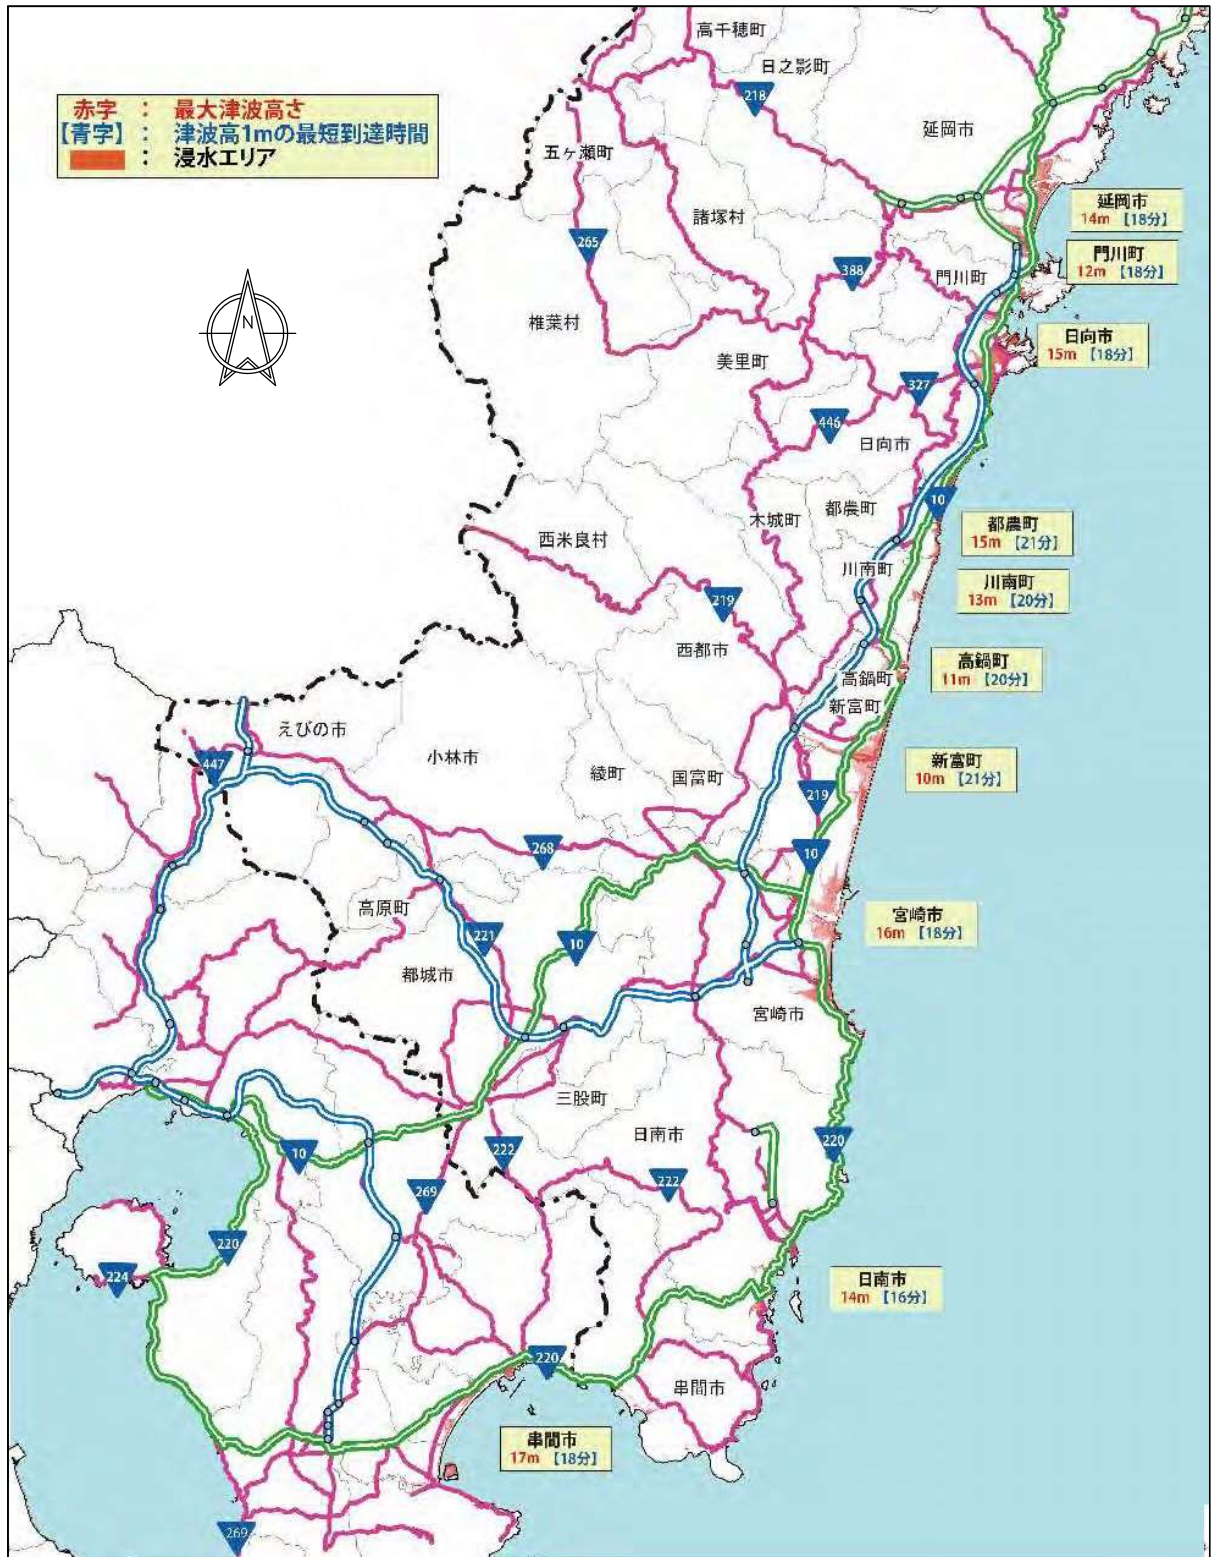 高千穂町
日之影町
218
赤字 : 最大津波高さ
【青字】 : 津波高1mの最短到達時間
: 浸水エリア
延岡市
五ヶ瀬町
延岡市
14m 【18分】
諸塚村
265
門川町
12m 【18分】
388
門川町
N
椎葉村
日向市
15m 【18分】
美里町
327
446
日向市
10
都農町
木城町
都農町
15m 【21分】
西米良村
川南町
川南町
13m 【20分】
219
西都市
高鍋町
11m 【20分】
高鍋町
新富町
えびの市
小林市
新富町
10m 【21分】
447
綾町
国富町
219
268
10
高原町
宮崎市
16m 【18分】
221
10
都城市
宮崎市
三股町
日南市
220
10
222
222
269
220
224
日南市
14m 【16分】
220
串間市
串間市
17m 【18分】
269